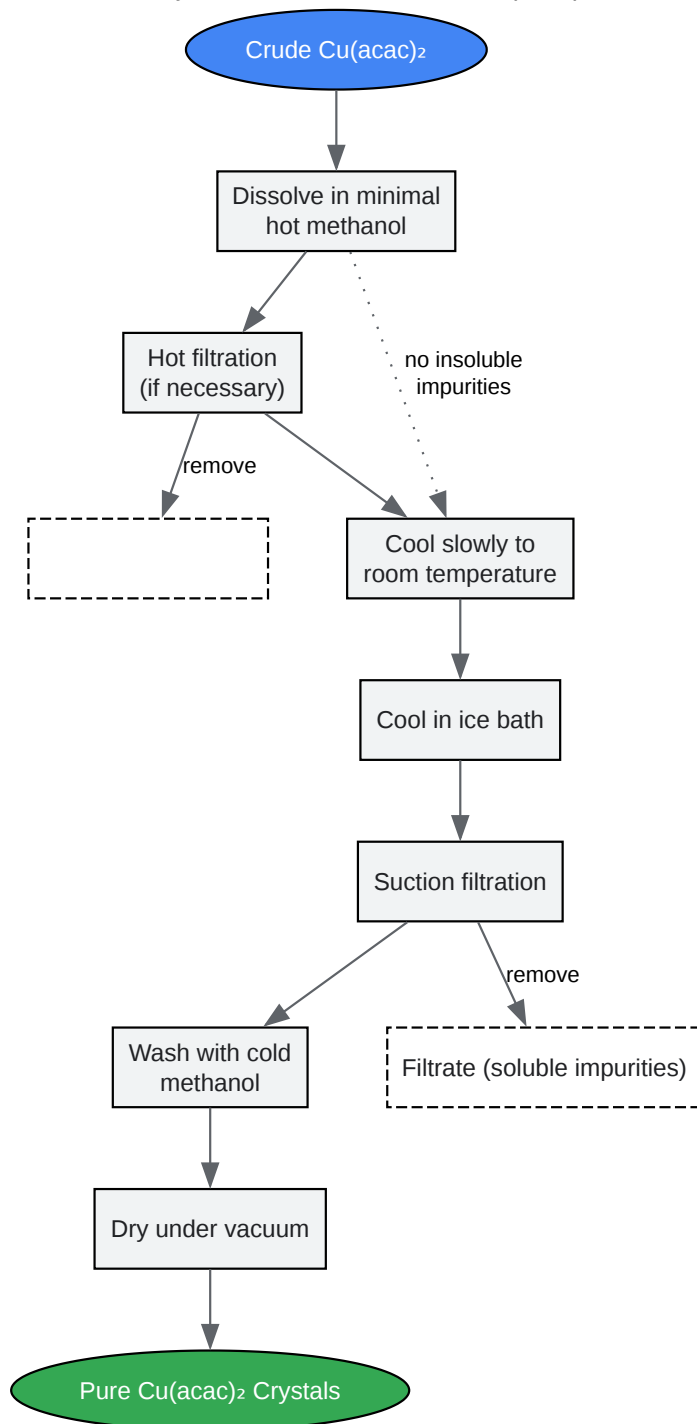 Crude Cu(acac)₂
Dissolve in minimal
hot methanol
Hot filtration
(if necessary)
no insoluble
impurities
remove
Cool slowly to
room temperature
Cool in ice bath
Suction filtration
remove
Wash with cold
methanol
Filtrate (soluble impurities)
Dry under vacuum
Pure Cu(acac)₂ Crystals